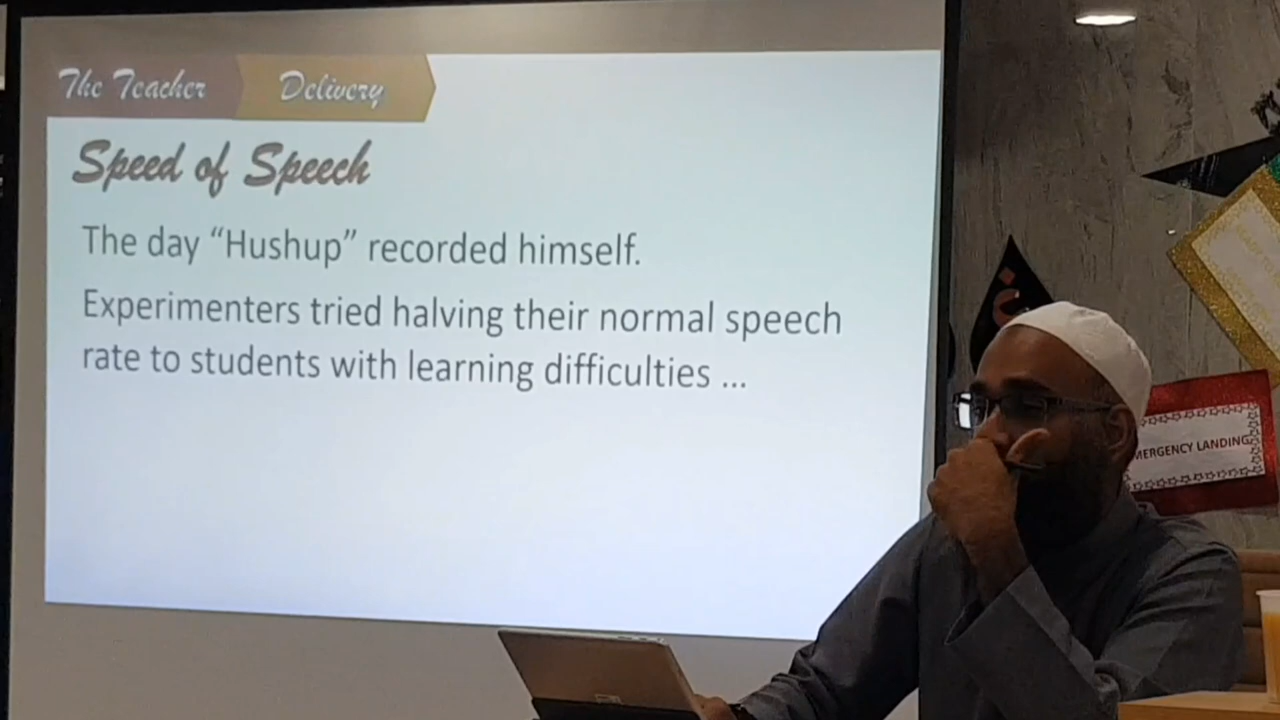 The Teacher
Delivery
Speed of Speech
The day “Hushup” recorded himself.
Experimenters tried halving their normal speech
rate to students with learning difficulties ...
MERGENCY LANDING